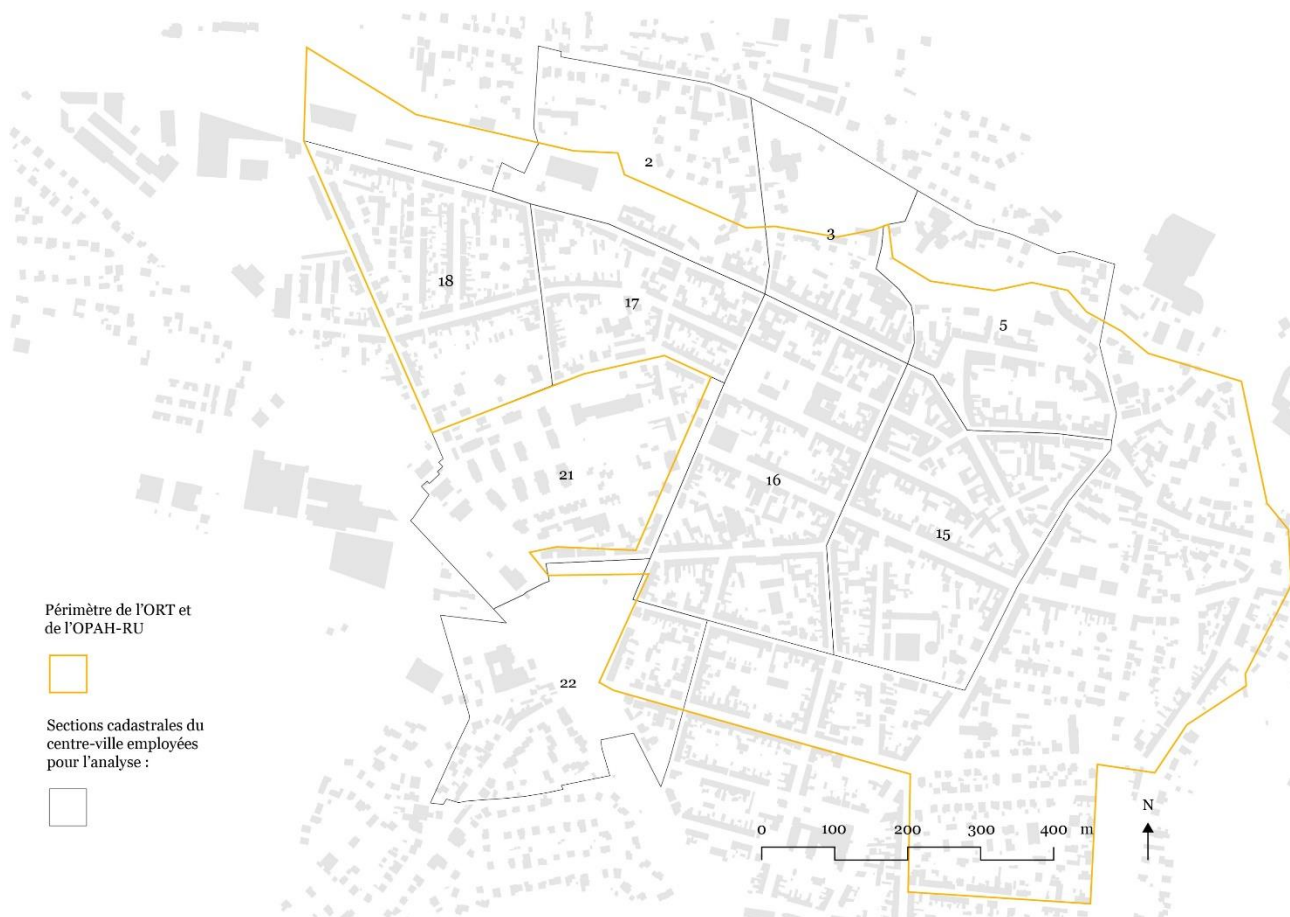 2
3
18
17
5
21
16
15
22
Périmètre de l'ORT et
de l'OPAH-RU
Sections cadastrales du
centre-ville employées
pour l'analyse :
0 100 200 300 400 m
N